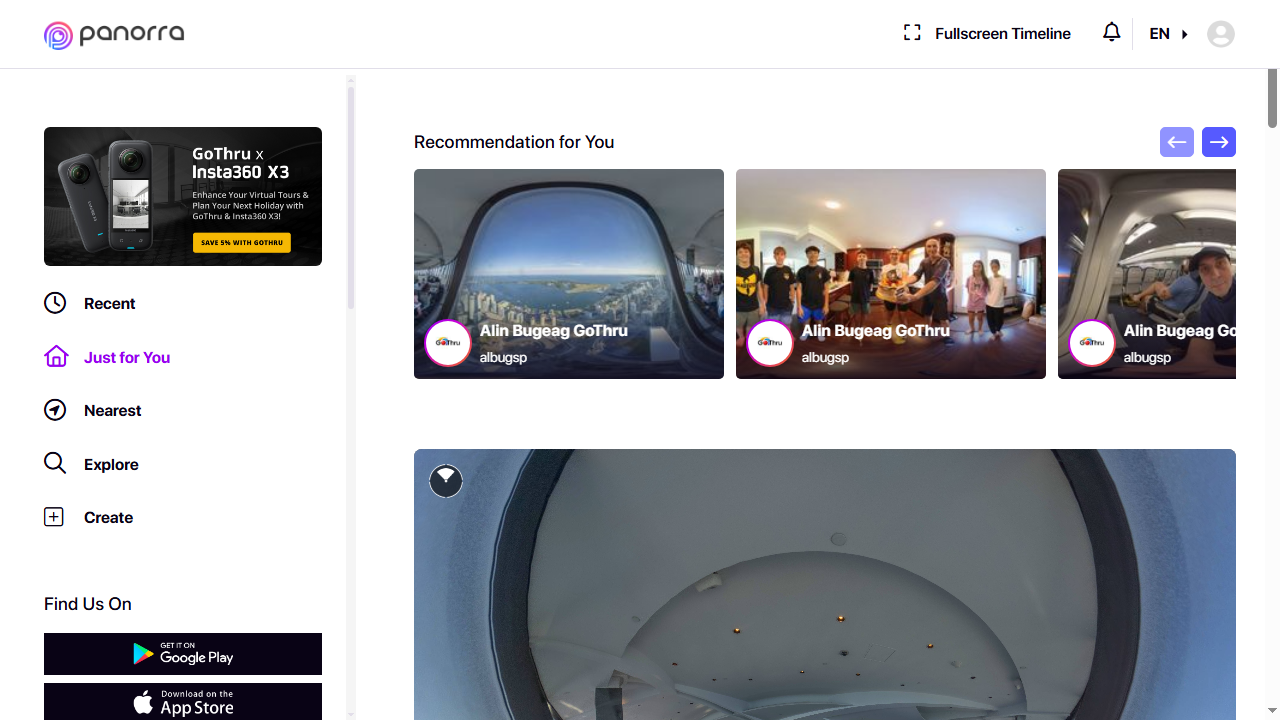 panorra
Fullscreen Timeline
EN
GoThru x
Insta360 X3
Enhance Your Virtual Tours &
Plan Your Next Holiday with
GoThru & Insta360 X3!
SAVE 5% WITH GOTHRU
Recent
Just for You
Nearest
Explore
Create
Find Us On
GET IT ON
Google Play
Download on the
App Store
Recommendation for You
GoThru
Alin Bugeag GoThru
albugsp
GoThru
Alin Bugeag GoThru
albugsp
GoThru
Alin Bugeag Go
albugsp